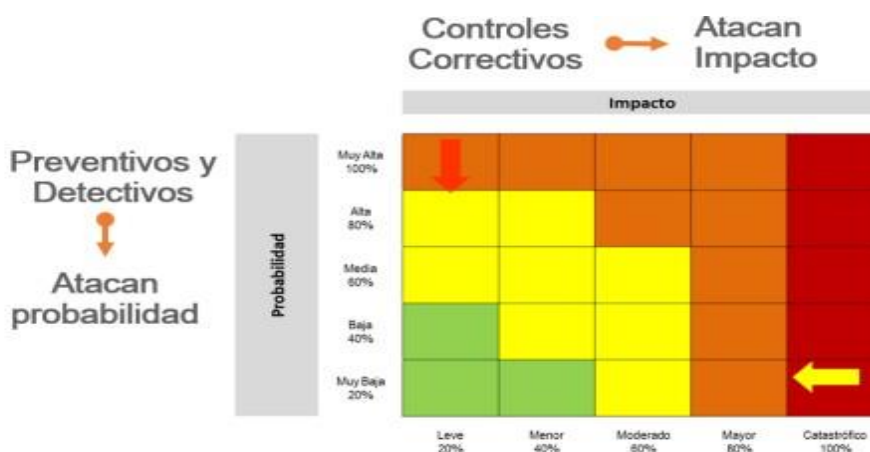 Controles
Correctivos
Atacan
Impacto
Impacto
Preventivos y
Detectivos
Atacan
probabilidad
Probabilidad
Muy Alta
100%
Alta
80%
Media
60%
Baja
40%
Muy Baja
20%
Leve
20%
Menor
40%
Moderado
60%
Mayor
80%
Catastrófico
100%